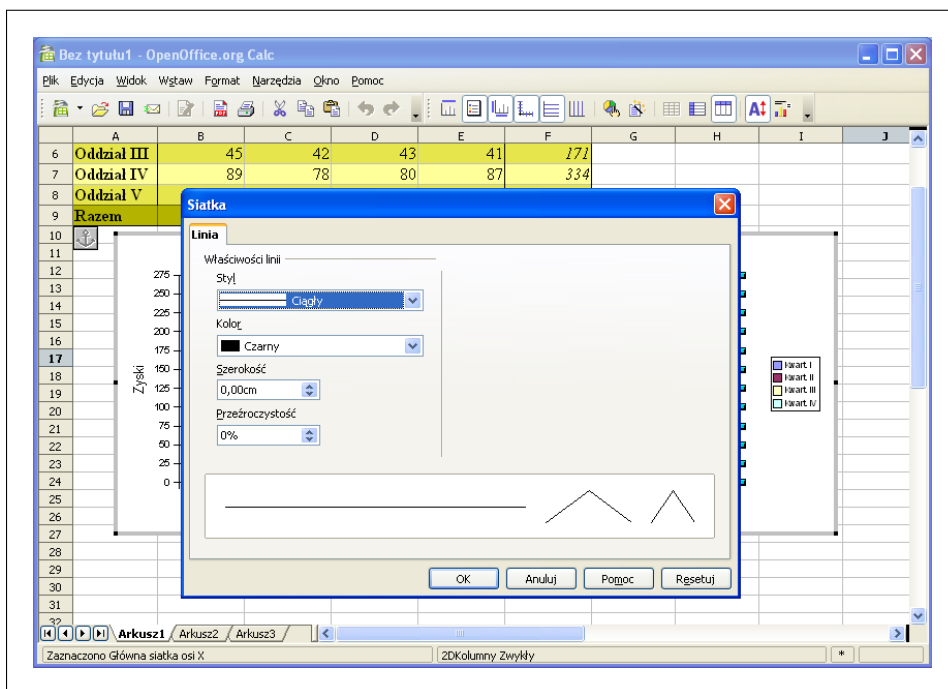 Bez tytułu1 - OpenOffice.org Calc
Plik Edycja Widok Wstaw Format Narzędzia Okno Pomoc
A B C D E F G H I J
6 Oddzial III 45 42 43 41 171
7 Oddzial IV 89 78 80 87 334
8 Oddzial V
9 Razem
Siatka
Linia
Właściwości linii
Styl
Ciągły
Kolor
Czarny
Szerokość
0,00cm
Przeźroczystość
0%
OK Anuluj Pomoc Resetuj
10
11
12
13
14
15
16
17
18
19
20
21
22
23
24
25
26
27
28
29
30
31
32
275
250
225
200
175
150
125
100
75
50
25
0
Zyski
Kwart. I
Kwart. II
Kwart. III
Kwart. IV
Arkusz1 Arkusz2 Arkusz3
Zaznaczono Główna siatka osi X 2DKolumny Zwykły *